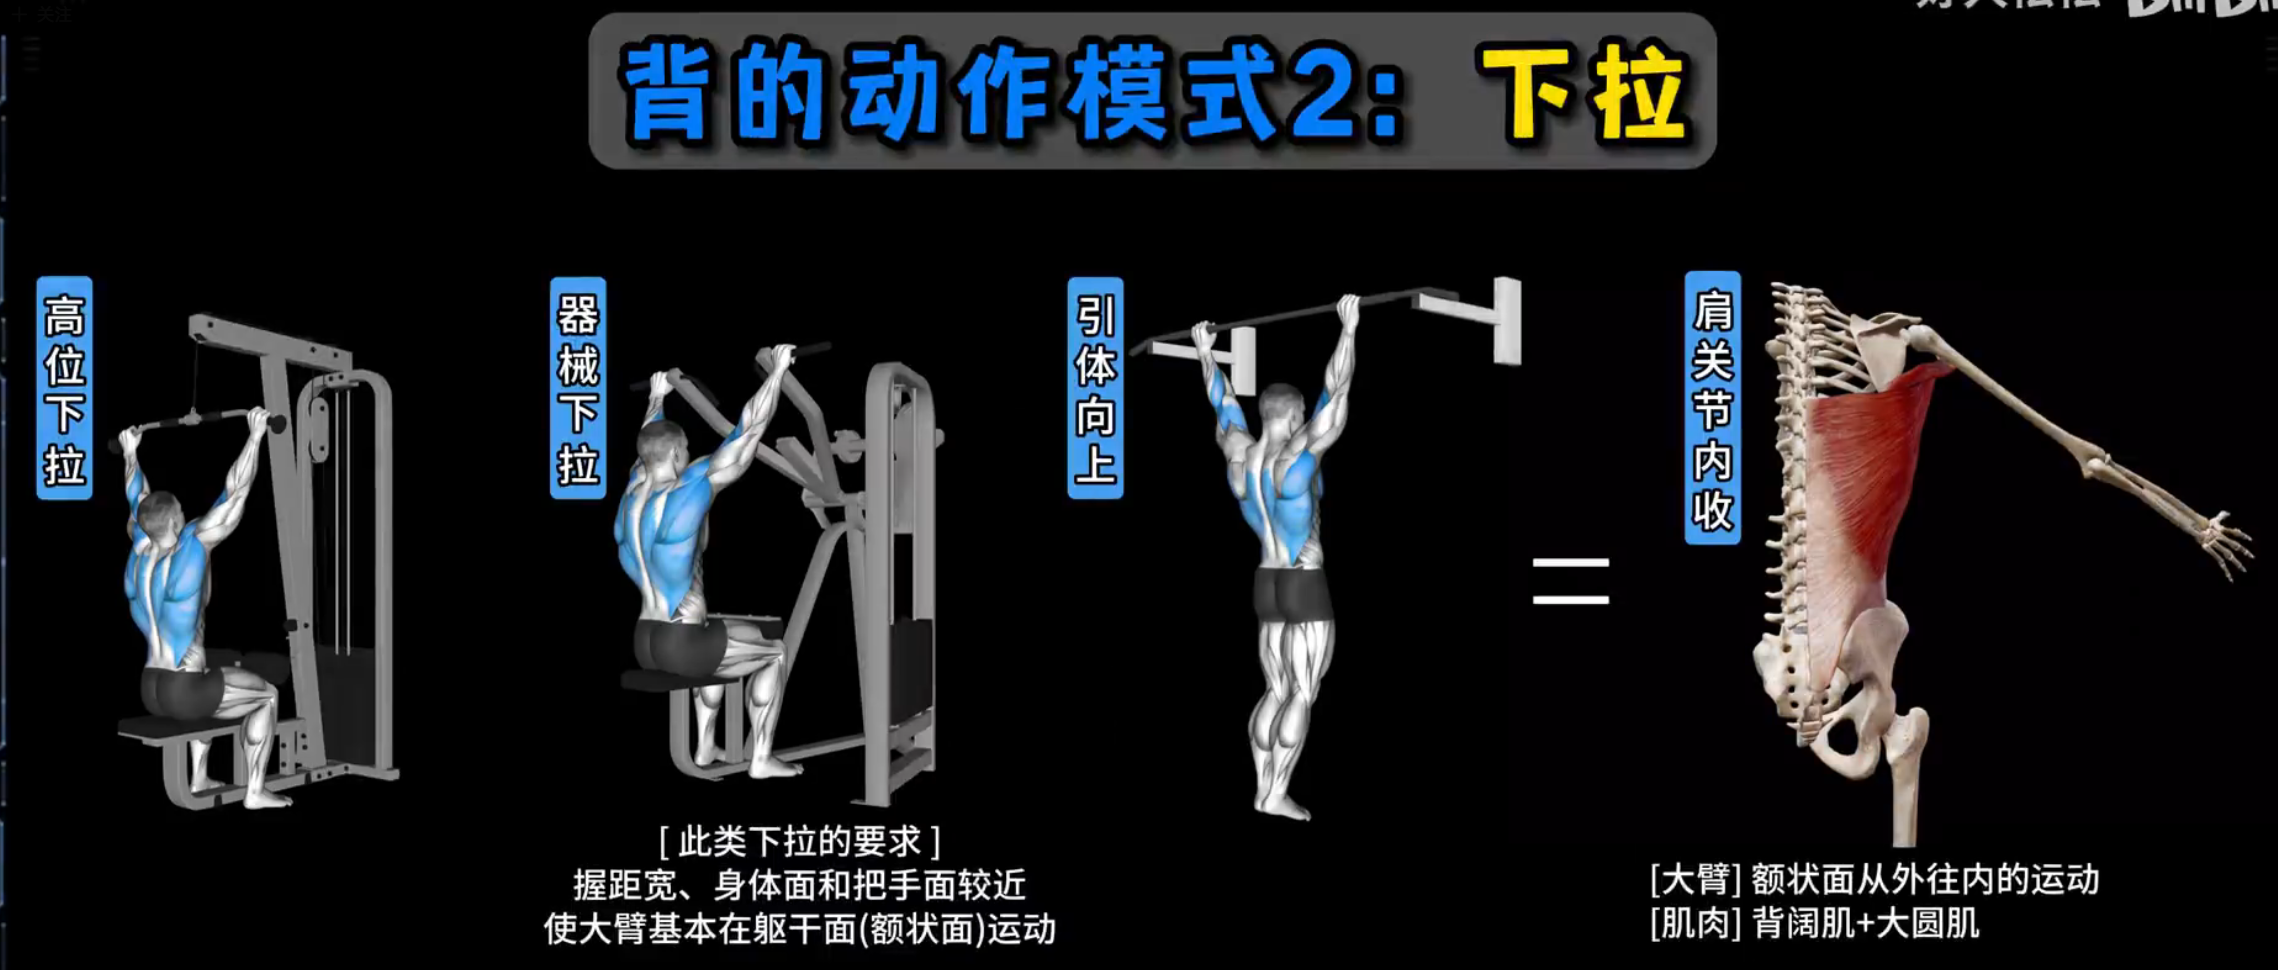 + 关注
背的动作模式2：下拉
高位下拉
器械下拉
引体向上
肩关节内收
[ 此类下拉的要求 ]
握距宽、身体面和把手面较近
使大臂基本在躯干面(额状面)运动
[大臂] 额状面从外往内的运动
[肌肉] 背阔肌+大圆肌